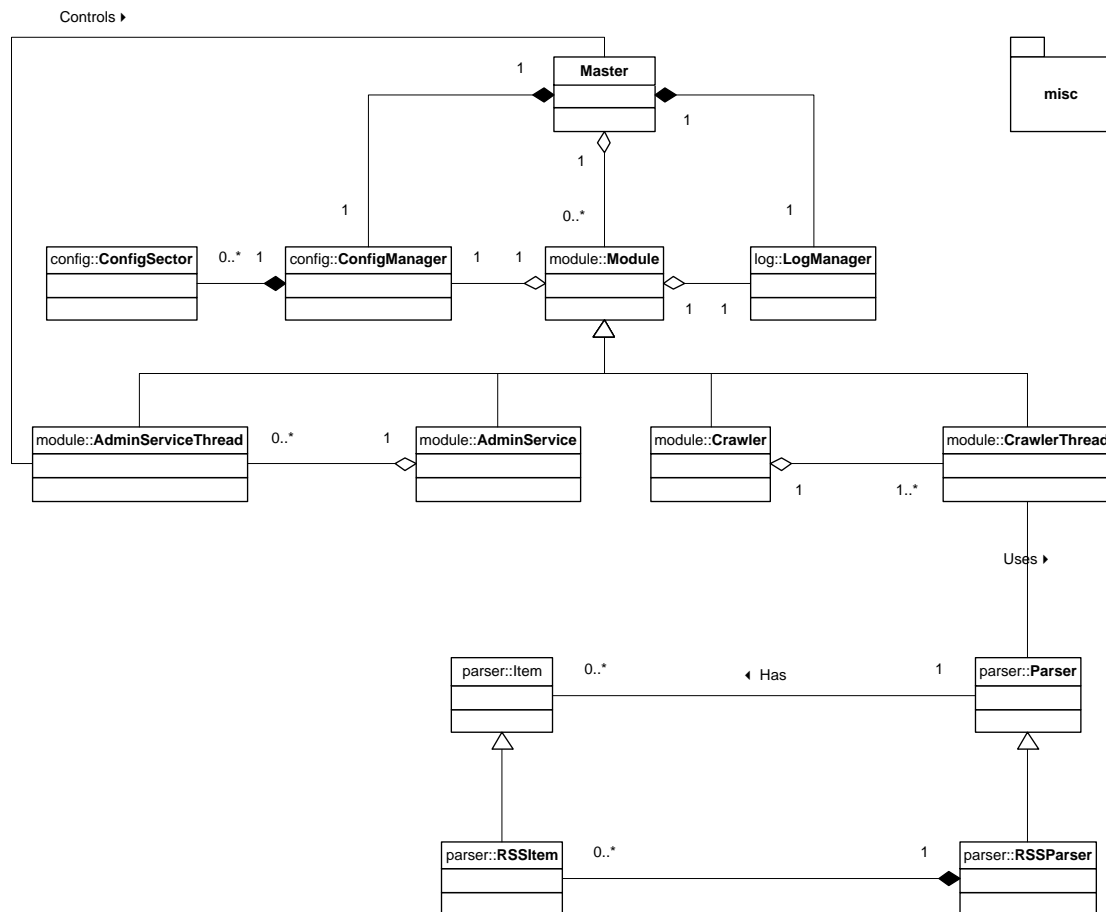 Controls
1
Master
misc
1
1
1
0..*
1
config::ConfigSector
0..*
1
config::ConfigManager
1
1
module::Module
log::LogManager
1
1
module::AdminServiceThread
0..*
1
module::AdminService
module::Crawler
module::CrawlerThread
1
1..*
Uses
parser::Item
0..*
Has
1
parser::Parser
parser::RSSItem
0..*
1
parser::RSSParser